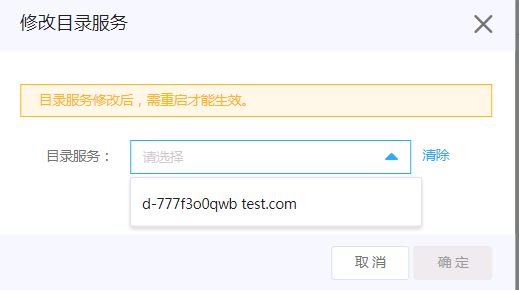 修改目录服务
目录服务修改后，需重启才能生效。
目录服务： 请选择 清除
d-777f3o0qwb test.com
取消 确定